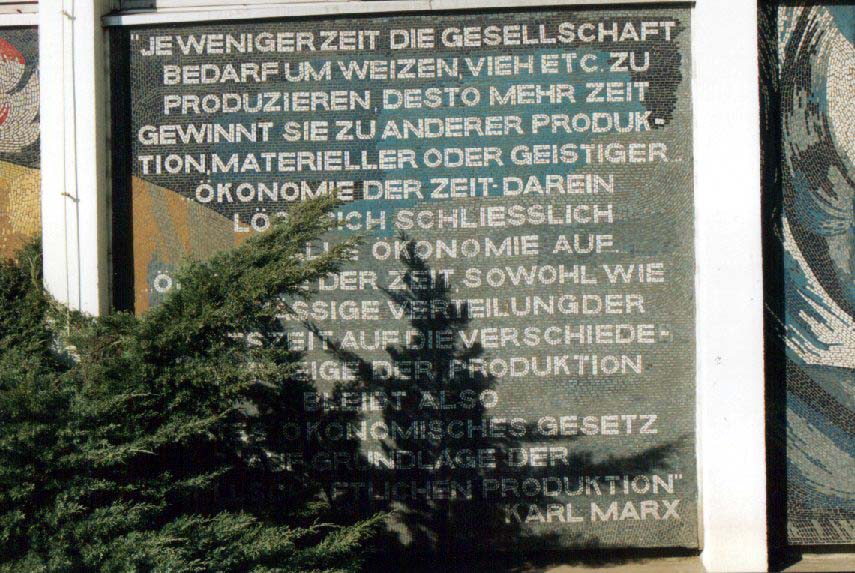 "JE WENIGER ZEIT DIE GESELLSCHAFT
BEDARF UM WEIZEN, VIEH ETC. ZU
PRODUZIEREN, DESTO MEHR ZEIT
GEWINNT SIE ZU ANDERER PRODUK-
TION, MATERIELLER ODER GEISTIGER...
..ÖKONOMIE DER ZEIT-DAREIN
SICH SCHLIESSLICH
ÖKONOMIE AUF...
DER ZEIT SOWOHL WIE
VERTEILUNG DER
AUF DIE VERSCHIEDE-
DER PRODUKTION
BLEIBT ALSO
ÖKONOMISCHES GESETZ
AUF GRUNDLAGE DER
PRODUKTION"
KARL MARX